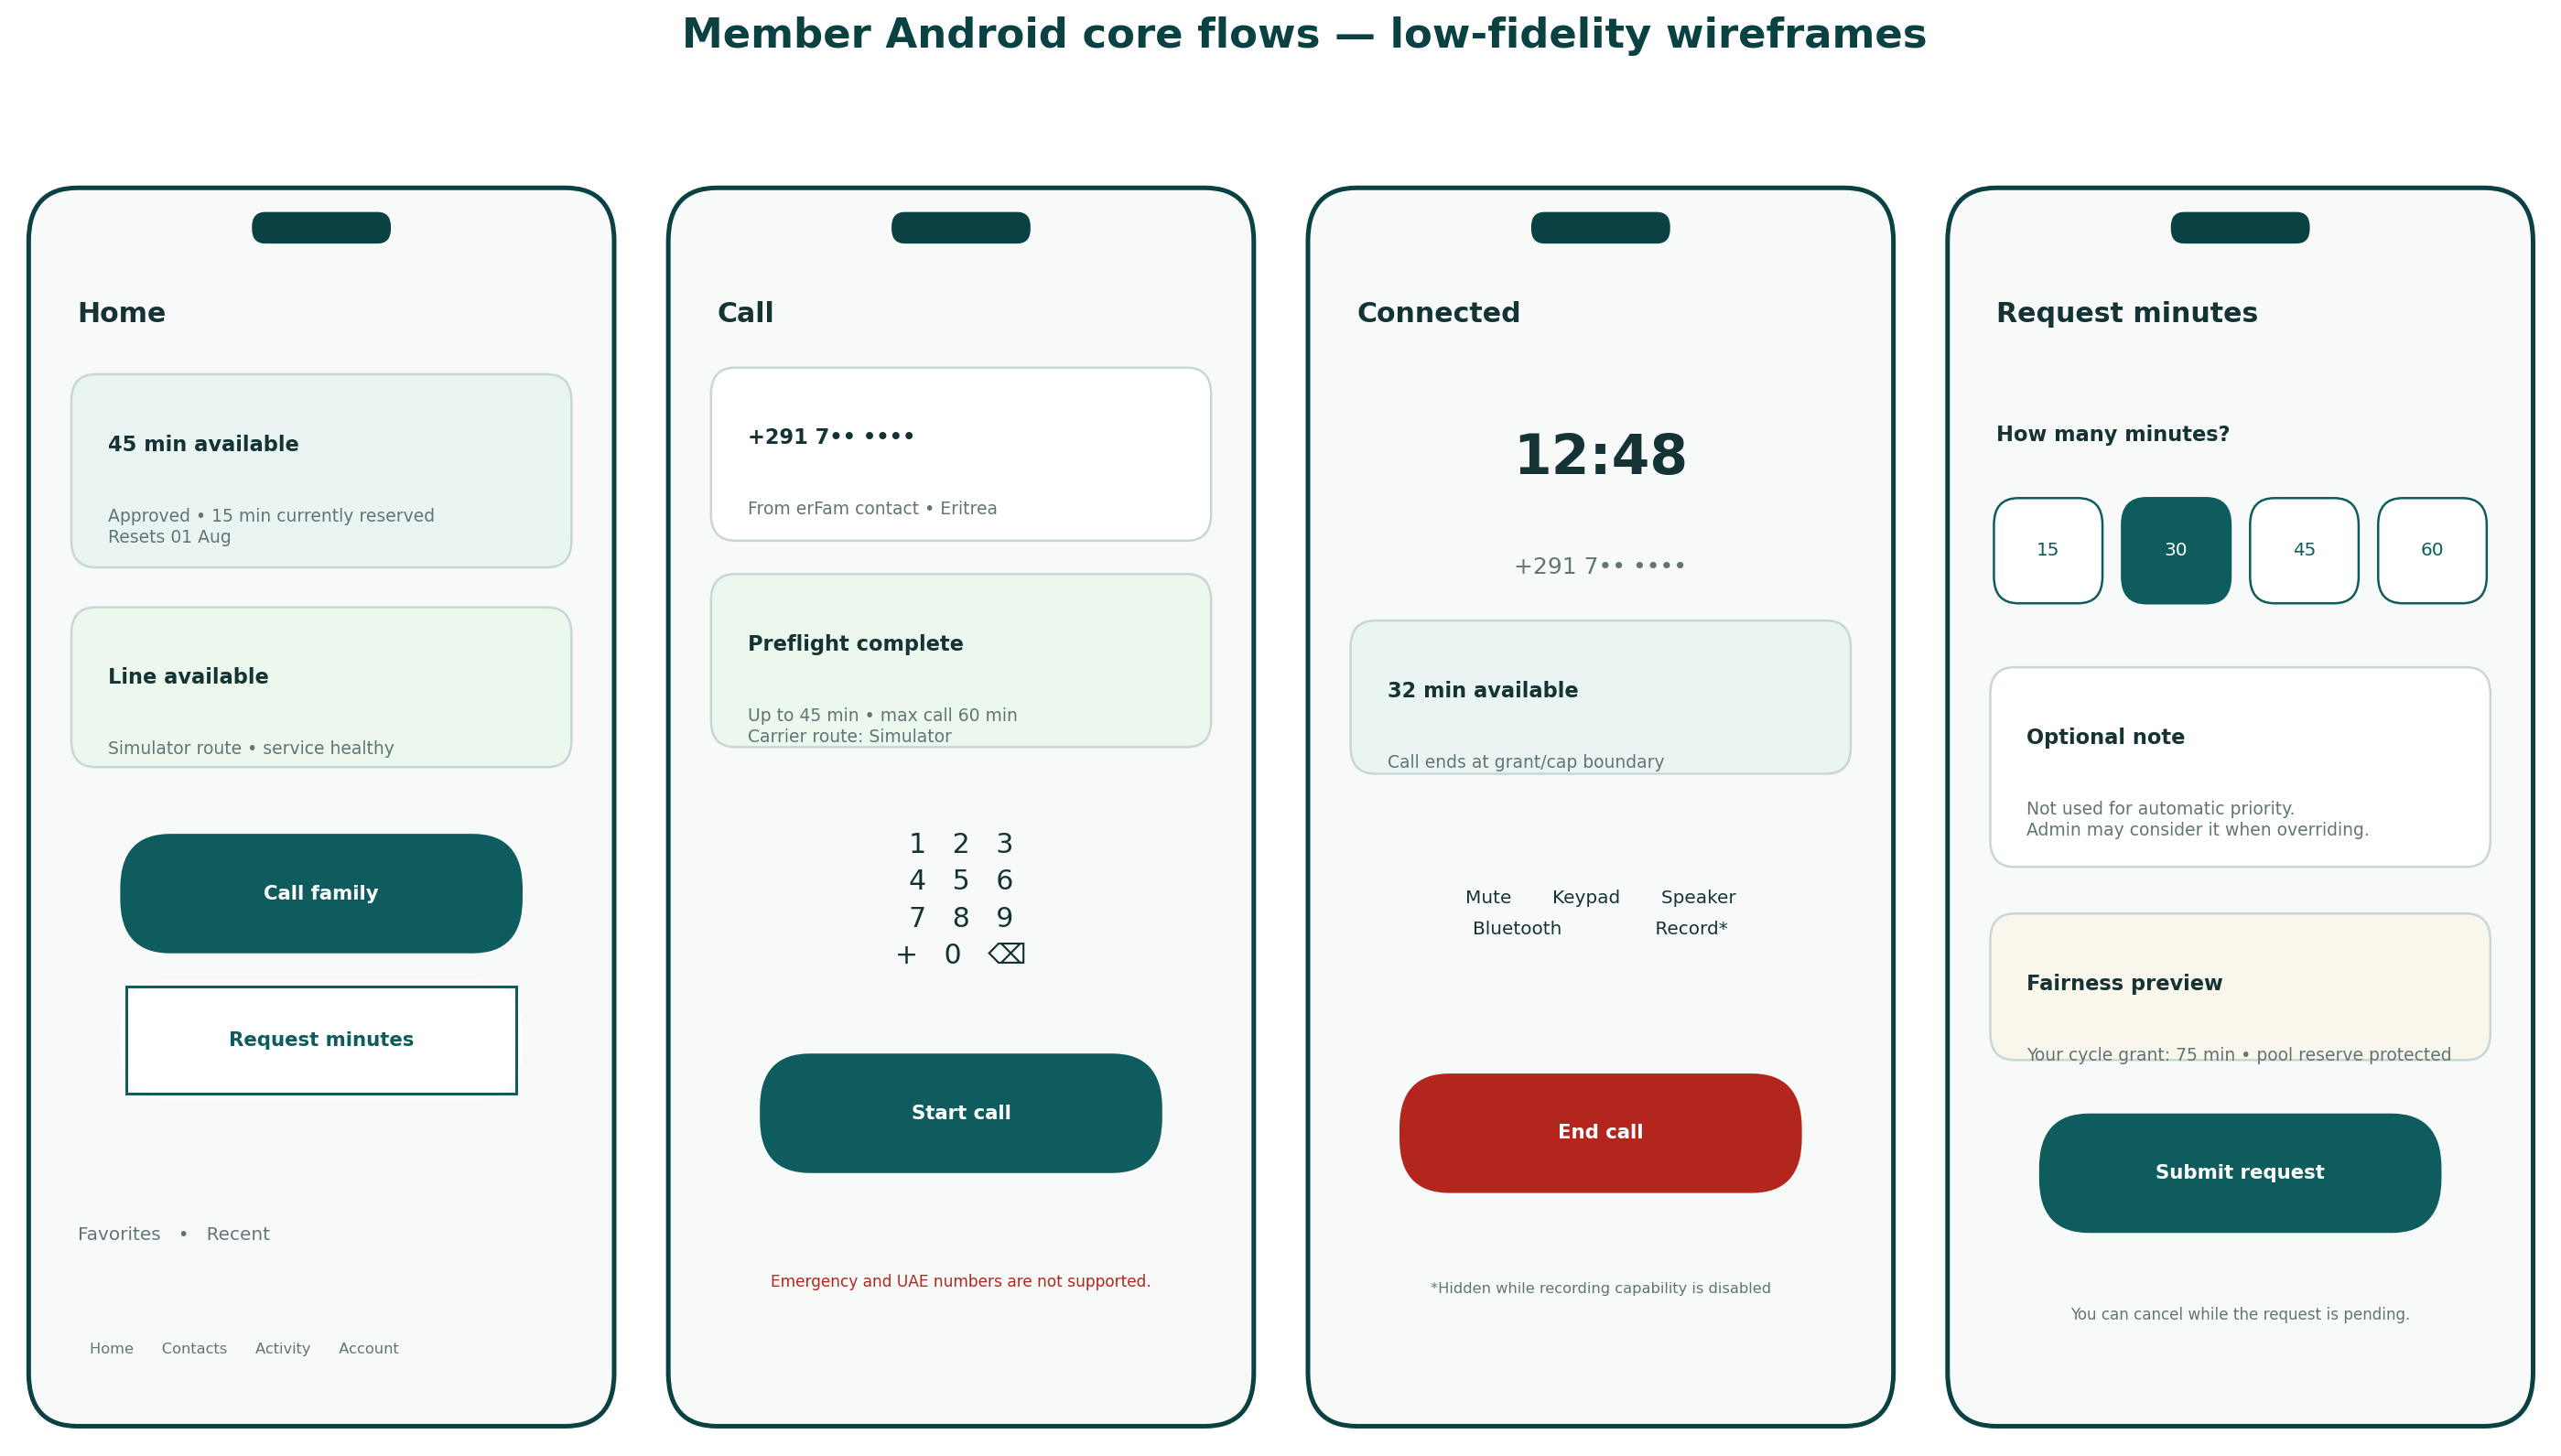 Member Android core flows — low-fidelity wireframes
Home
45 min available
Approved • 15 min currently reserved
Resets 01 Aug
Line available
Simulator route • service healthy
Call family
Request minutes
Favorites • Recent
Home Contacts Activity Account
Call
+291 7•• ••••
From erFam contact • Eritrea
Preflight complete
Up to 45 min • max call 60 min
Carrier route: Simulator
1 2 3
4 5 6
7 8 9
+ 0 ⌫
Start call
Emergency and UAE numbers are not supported.
Connected
12:48
+291 7•• ••••
32 min available
Call ends at grant/cap boundary
Mute Keypad Speaker
Bluetooth Record*
End call
*Hidden while recording capability is disabled
Request minutes
How many minutes?
15 30 45 60
Optional note
Not used for automatic priority.
Admin may consider it when overriding.
Fairness preview
Your cycle grant: 75 min • pool reserve protected
Submit request
You can cancel while the request is pending.